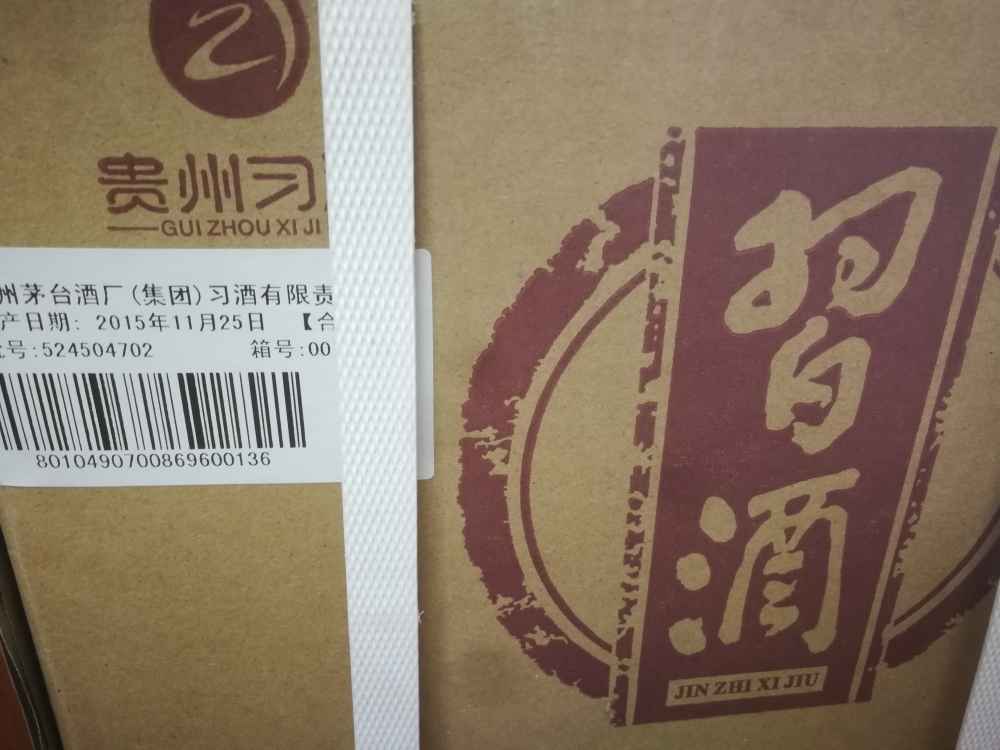 贵州习
GUI ZHOU XI JI
州茅台酒厂(集团)习酒有限责
产日期: 2015年11月25日 【合
号:524504702 箱号:00
8010490700869600136
習酒
JIN ZHI XI JIU